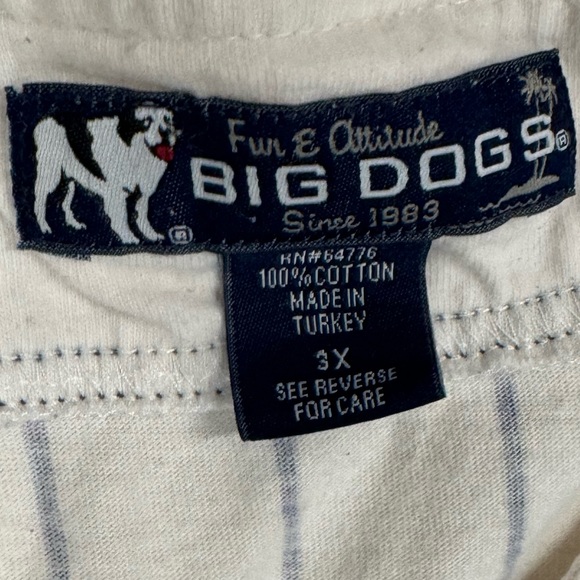 Fun & Attitude
BIG DOGS®
Since 1983
®
RN#64776
100% COTTON
MADE IN
TURKEY
3X
SEE REVERSE
FOR CARE